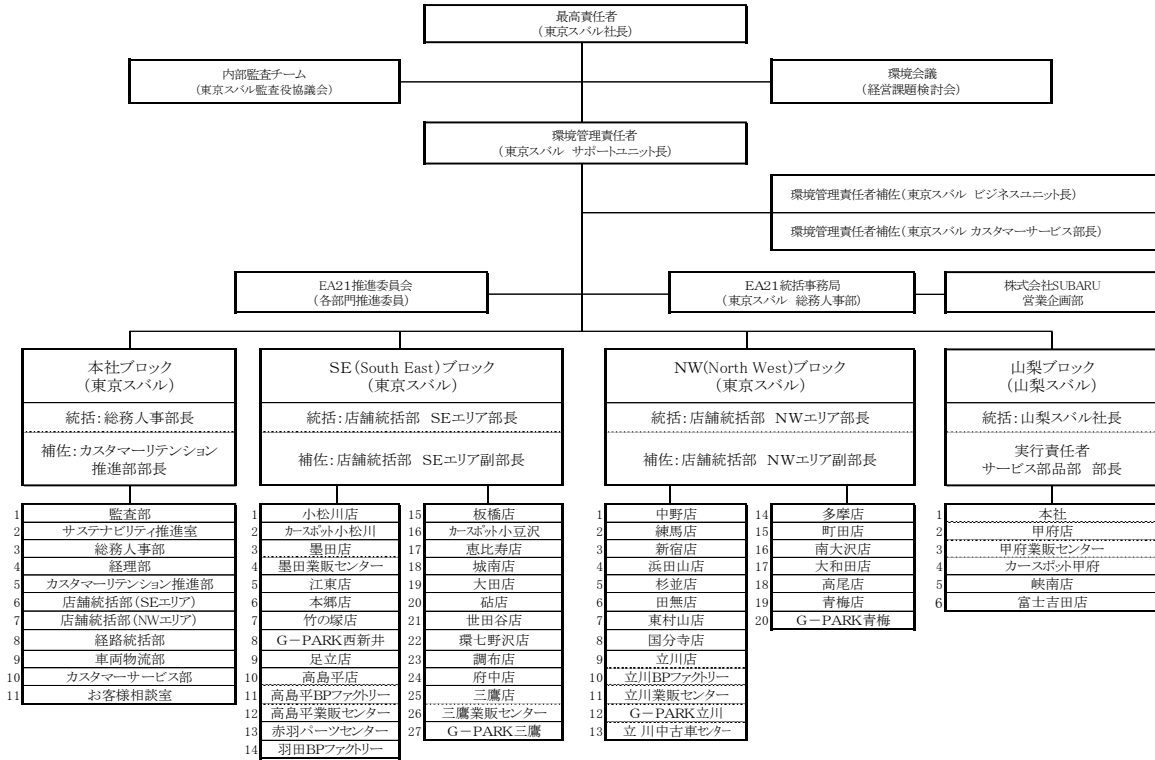 最高責任者
(東京スバル社長)
内部監査チーム
(東京スバル監査役協議会)
環境会議
(経営課題検討会)
環境管理責任者
(東京スバル サポートユニット長)
環境管理責任者補佐(東京スバル ビジネスユニット長)
環境管理責任者補佐(東京スバル カスタマーサービス部長)
EA21推進委員会
(各部門推進委員)
EA21統括事務局
(東京スバル 総務人事部)
株式会社SUBARU
営業企画部
本社ブロック
(東京スバル)
統括:総務人事部長
補佐:カスタマーリテンション
推進部部長
SE(South East)ブロック
(東京スバル)
統括:店舗統括部 SEエリア部長
補佐:店舗統括部 SEエリア副部長
NW(North West)ブロック
(東京スバル)
統括:店舗統括部 NWエリア部長
補佐:店舗統括部 NWエリア副部長
山梨ブロック
(山梨スバル)
統括:山梨スバル社長
実行責任者
サービス部品部 部長
1 監査部
2 サステナビリティ推進室
3 総務人事部
4 経理部
5 カスタマーリテンション推進部
6 店舗統括部(SEエリア)
7 店舗統括部(NWエリア)
8 経路統括部
9 車両物流部
10 カスタマーサービス部
11 お客様相談室
1 小松川店
2 カースポット小松川
3 墨田店
4 墨田業販センター
5 江東店
6 本郷店
7 竹の塚店
8 G-PARK西新井
9 足立店
10 高島平店
11 高島平BPファクトリー
12 高島平業販センター
13 赤羽パーツセンター
14 羽田BPファクトリー
15 板橋店
16 カースポット小豆沢
17 恵比寿店
18 城南店
19 大田店
20 砧店
21 世田谷店
22 環七野沢店
23 調布店
24 府中店
25 三鷹店
26 三鷹業販センター
27 G-PARK三鷹
1 中野店
2 練馬店
3 新宿店
4 浜田山店
5 杉並店
6 田無店
7 東村山店
8 国分寺店
9 立川店
10 立川BPファクトリー
11 立川業販センター
12 G-PARK立川
13 立川中古車センター
14 多摩店
15 町田店
16 南大沢店
17 大和田店
18 高尾店
19 青梅店
20 G-PARK青梅
1 本社
2 甲府店
3 甲府業販センター
4 カースポット甲府
5 峡南店
6 富士吉田店